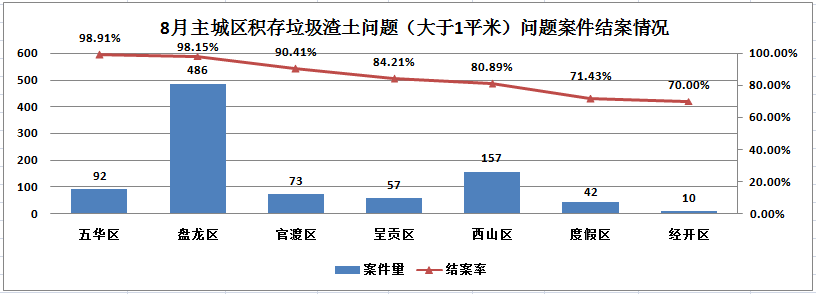 8月主城区积存垃圾渣土问题（大于1平米）问题案件结案情况
98.91% 98.15% 90.41% 84.21% 80.89% 71.43% 70.00%
600 100.00%
500 80.00%
400 60.00%
300 40.00%
200 20.00%
100 0.00%
0
92 486 73 57 157 42 10
五华区 盘龙区 官渡区 呈贡区 西山区 度假区 经开区
案件量 结案率